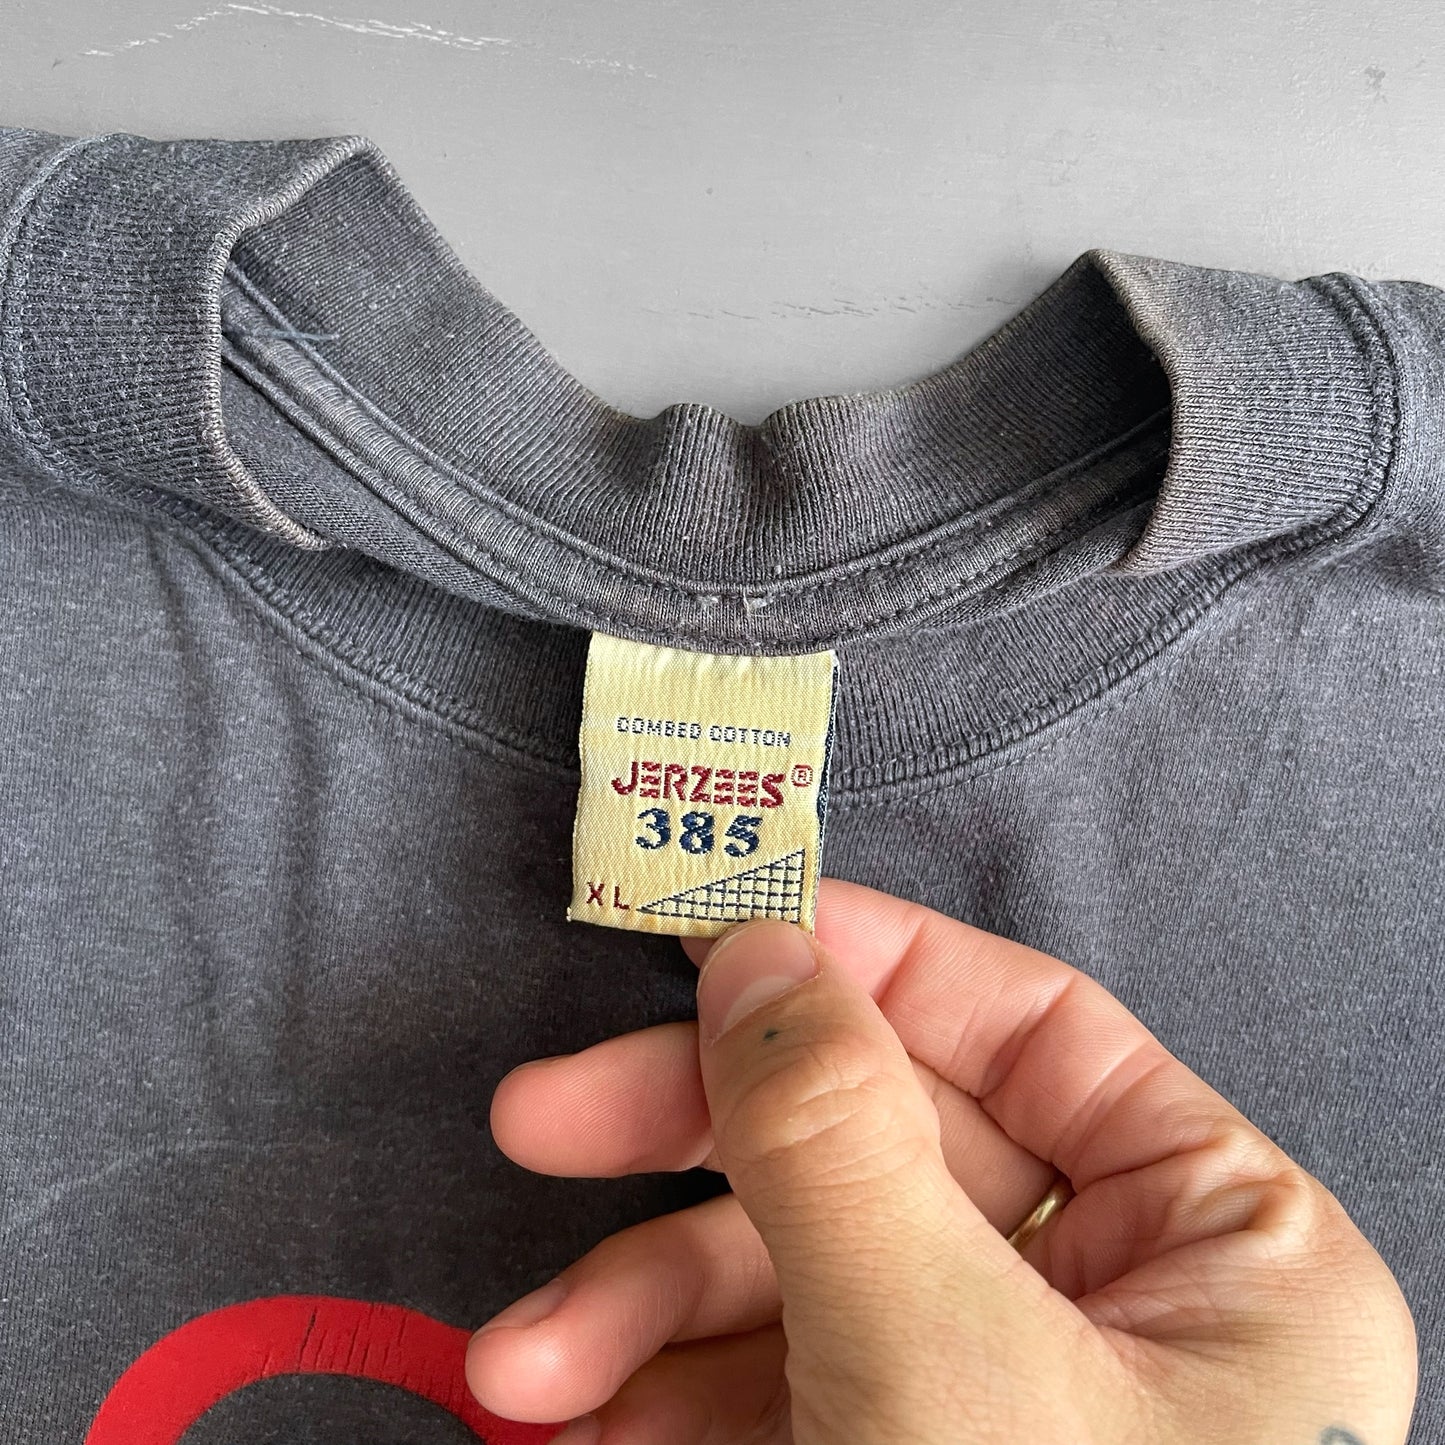 COMBED COTTON
JERZEES®
385
XL